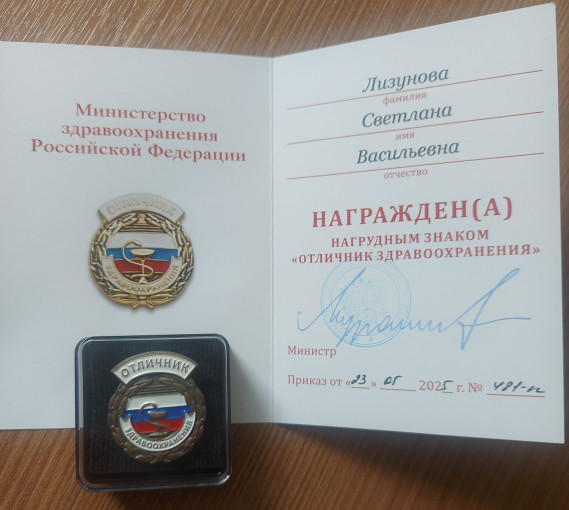 Министерство
здравоохранения
Российской Федерации
ОТЛИЧНИК
ЗДРАВООХРАНЕНИЯ
ОТЛИЧНИК
ЗДРАВООХРАНЕНИЯ
Лизунова
фамилия
Светлана
имя
Васильевна
отчество
НАГРАЖДЕН(А)
НАГРУДНЫМ ЗНАКОМ
«ОТЛИЧНИК ЗДРАВООХРАНЕНИЯ»
Министр
Приказ от «23» 05 2025 г. № 481-п